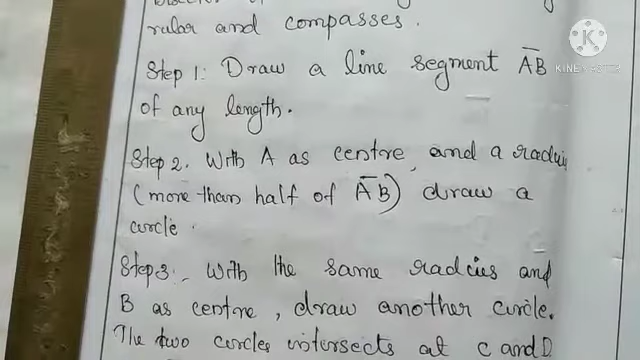 rular and compasses.
Step 1: Draw a line segment AB
of any length.
Step 2. With A as centre, and a radius
(more than half of AB) draw a
circle.
Step 3. With the same radius and
B as centre, draw another circle.
The two circles intersects at C and D
K